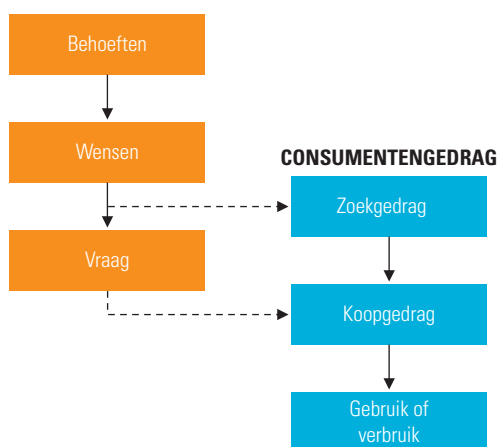 Behoeften
Wensen
Vraag
CONSUMENTENGEDRAG
Zoekgedrag
Koopgedrag
Gebruik of
verbruik